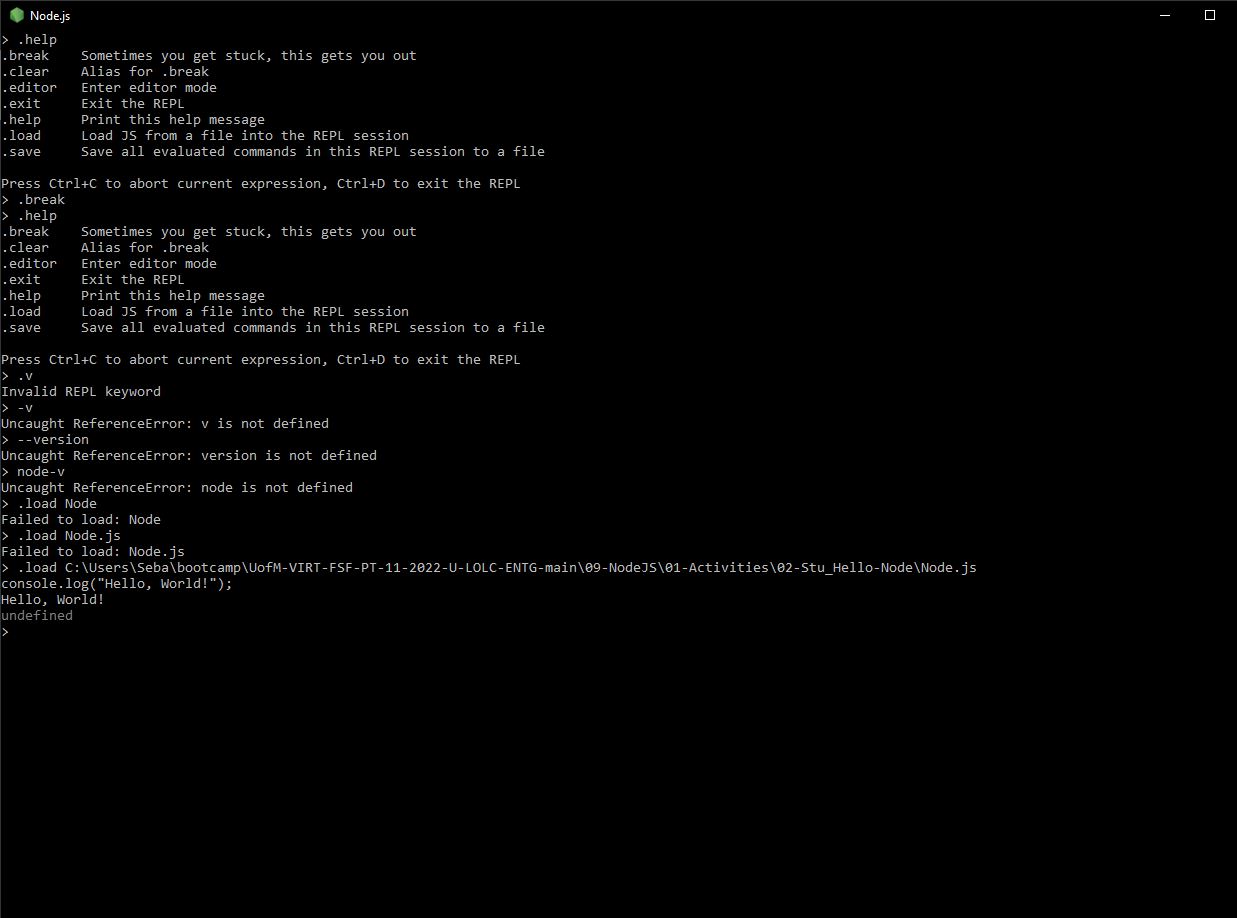 Node.js
> .help
.break    Sometimes you get stuck, this gets you out
.clear    Alias for .break
.editor   Enter editor mode
.exit     Exit the REPL
.help     Print this help message
.load     Load JS from a file into the REPL session
.save     Save all evaluated commands in this REPL session to a file

Press Ctrl+C to abort current expression, Ctrl+D to exit the REPL
> .break
> .help
.break    Sometimes you get stuck, this gets you out
.clear    Alias for .break
.editor   Enter editor mode
.exit     Exit the REPL
.help     Print this help message
.load     Load JS from a file into the REPL session
.save     Save all evaluated commands in this REPL session to a file

Press Ctrl+C to abort current expression, Ctrl+D to exit the REPL
> .v
Invalid REPL keyword
> -v
Uncaught ReferenceError: v is not defined
> --version
Uncaught ReferenceError: version is not defined
> node-v
Uncaught ReferenceError: node is not defined
> .load Node
Failed to load: Node
> .load Node.js
Failed to load: Node.js
> .load C:\Users\Seba\bootcamp\UofM-VIRT-FSF-PT-11-2022-U-LOLC-ENTG-main\09-NodeJS\01-Activities\02-Stu_Hello-Node\Node.js
console.log("Hello, World!");
Hello, World!
undefined
>